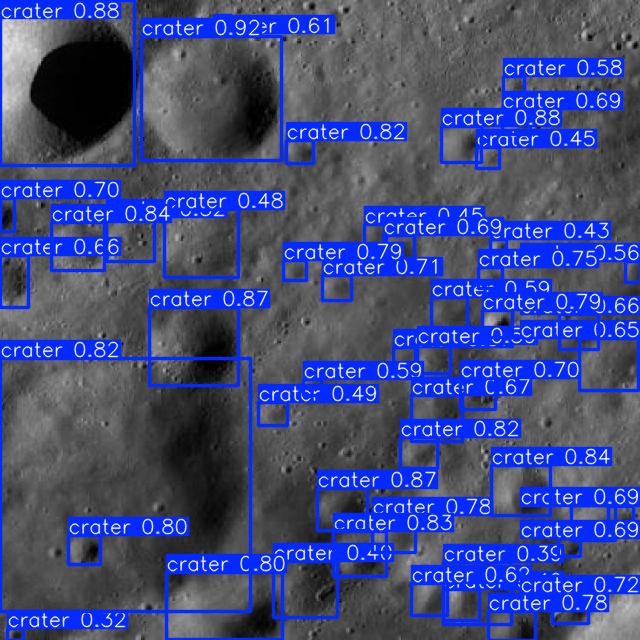 crater 0.88
crater 0.92
0.61
crater 0.58
crater 0.69
crater 0.88
crater 0.82
crater 0.45
crater 0.70
crater 0.48
crater 0.84
crater 0.45
crater 0.69
crater 0.43
crater 0.66
crater 0.79
crater 0.75
0.56
crater 0.71
crater 0.59
crater 0.87
crater 0.79
crater 0.65
crater 0.82
crater 0.59
crater 0.70
crater 0.49
crater 0.67
crater 0.82
crater 0.84
crater 0.87
crater 0.69
crater 0.78
crater 0.83
crater 0.80
crater 0.69
crater 0.40
crater 0.39
crater 0.80
crater 0.72
crater 0.78
crater 0.32